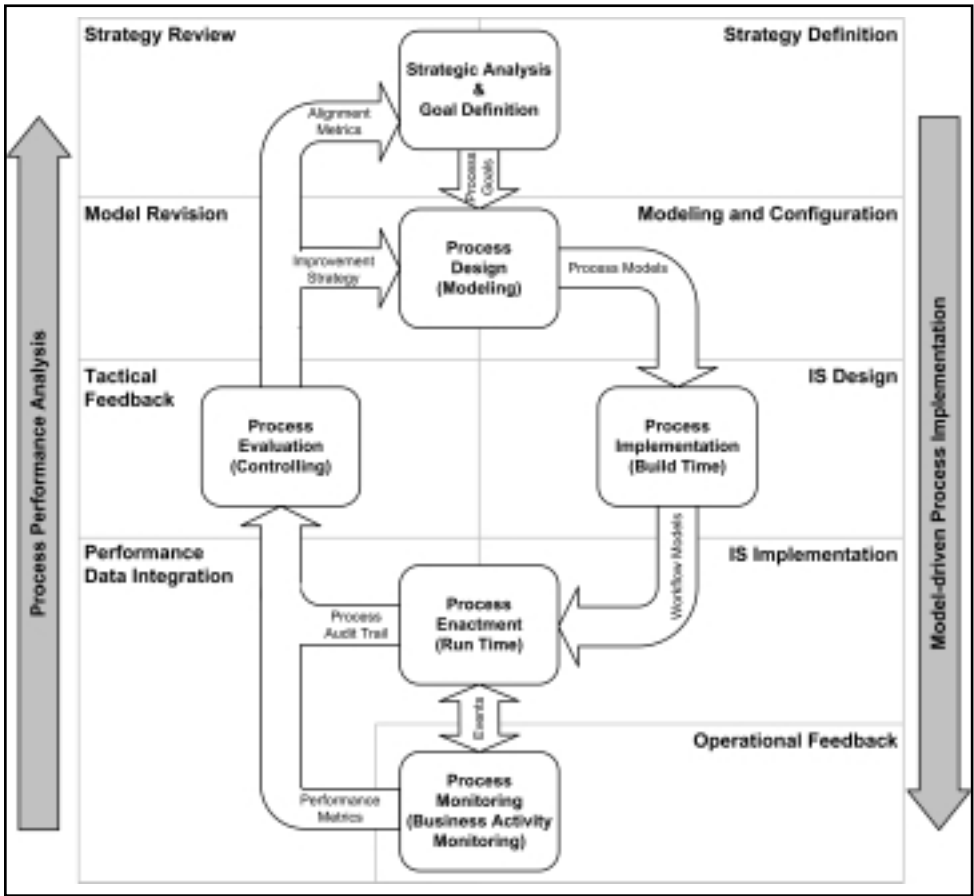 Strategy Review
Strategy Definition
Strategic Analysis
&
Goal Definition
Alignment
Metrics
Process
Goals
Model Revision
Modeling and Configuration
Process
Design
(Modeling)
Improvement
Strategy
Process Models
Tactical
Feedback
IS Design
Process
Evaluation
(Controlling)
Process
Implementation
(Build Time)
Performance
Data Integration
IS Implementation
Workflow Models
Process
Enactment
(Run Time)
Process
Audit Trail
Events
Operational Feedback
Process
Monitoring
(Business Activity
Monitoring)
Performance
Metrics
Process Performance Analysis
Model-driven Process Implementation